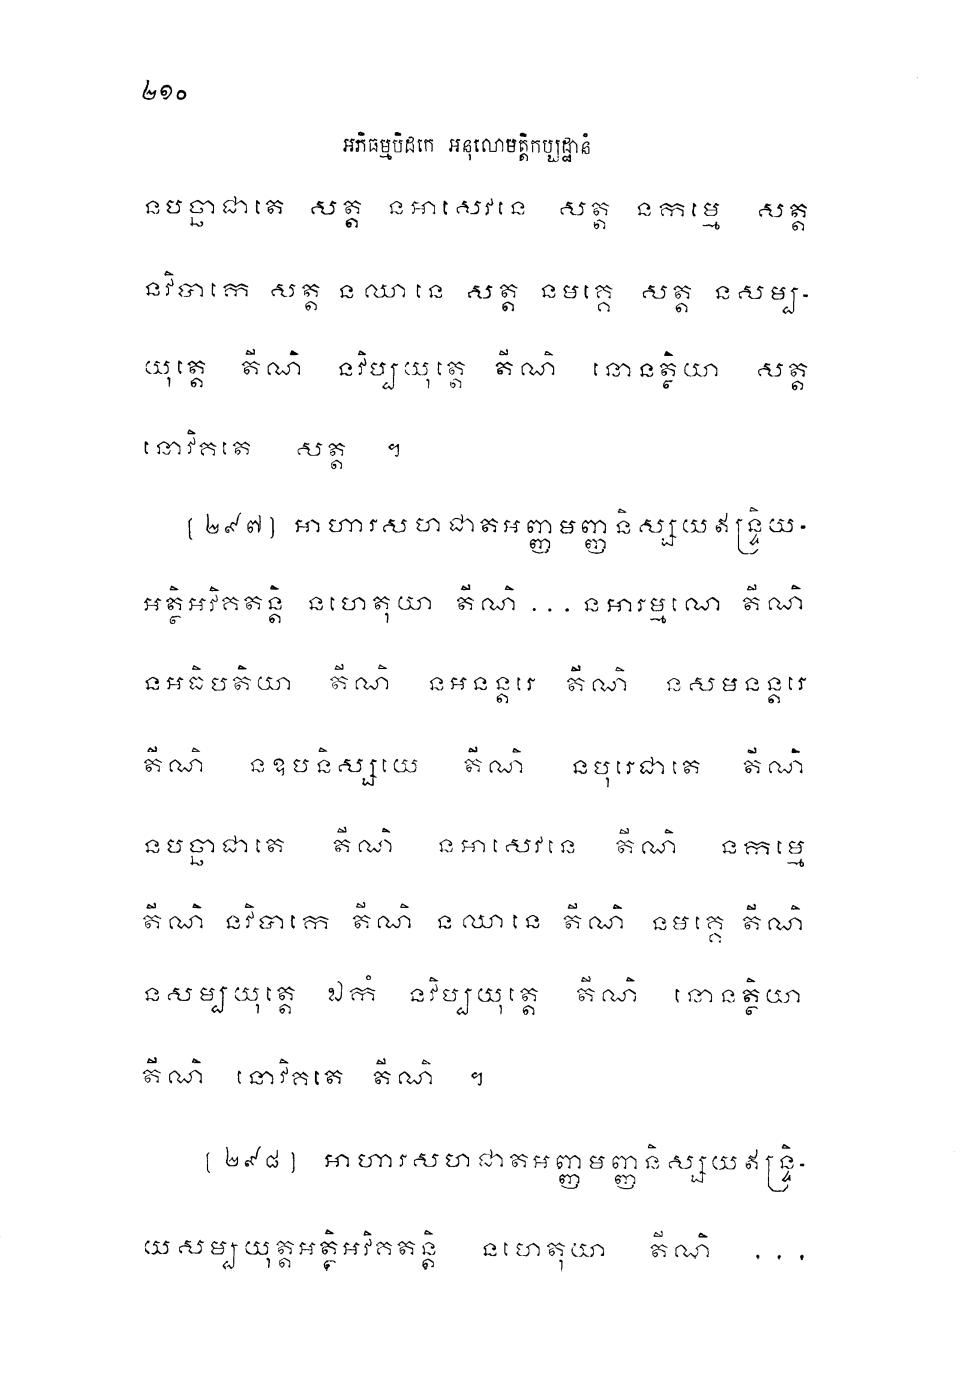 ២១០
អភិធម្មបិដកេ អនុលោមត្តិកប្បដ្ឋានំ
នបច្ឆាជាតេ សត្ត នអាសេវនេ សត្ត នកម្មេ សត្ត
នវិបាកេ សត្ត នឈានេ សត្ត នមគ្គេ សត្ត នសម្ប-
យុត្តេ តីណិ នវិប្បយុត្តេ តីណិ នោនត្ថិយា សត្ត
នោវិគតេ សត្ត ។
[ ២៩៧ ] អាហារសហជាតអញ្ញមញ្ញនិស្សយឥន្ទ្រិយ-
អត្ថិអវិគតន្តិ នហេតុយា តីណិ ... នអារម្មណេ តីណិ
នអធិបតិយា តីណិ នអនន្តរេ តីណិ នសមនន្តរេ
តីណិ នឧបនិស្សយេ តីណិ នបុរេជាតេ តីណិ
នបច្ឆាជាតេ តីណិ នអាសេវនេ តីណិ នកម្មេ
តីណិ នវិបាកេ តីណិ នឈានេ តីណិ នមគ្គេ តីណិ
នសម្បយុត្តេ ឯកំ នវិប្បយុត្តេ តីណិ នោនត្ថិយា
តីណិ នោវិគតេ តីណិ ។
[ ២៩៨ ] អាហារសហជាតអញ្ញមញ្ញនិស្សយឥន្ទ្រិ-
យសម្បយុត្តអត្ថិអវិគតន្តិ នហេតុយា តីណិ ...